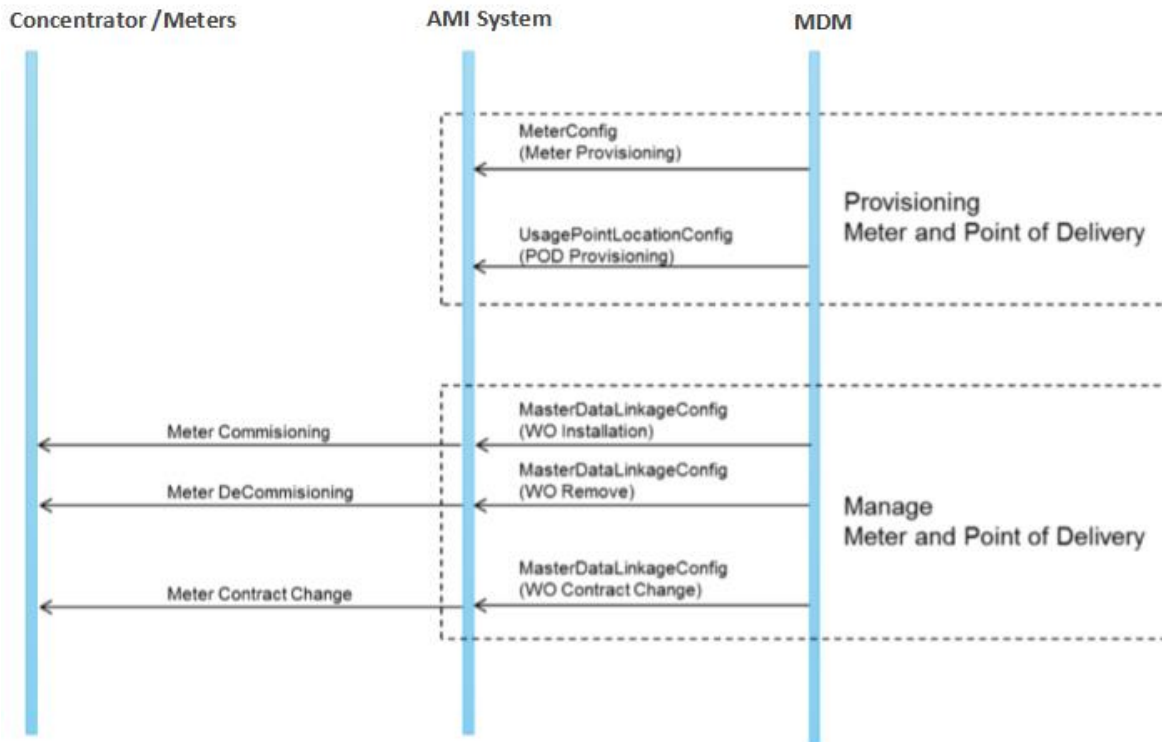 Concentrator /Meters
AMI System
MDM
MeterConfig
(Meter Provisioning)
UsagePointLocationConfig
(POD Provisioning)
Provisioning
Meter and Point of Delivery
MasterDataLinkageConfig
(WO Installation)
Meter Commisioning
MasterDataLinkageConfig
(WO Remove)
Meter DeCommisioning
Manage
Meter and Point of Delivery
MasterDataLinkageConfig
(WO Contract Change)
Meter Contract Change